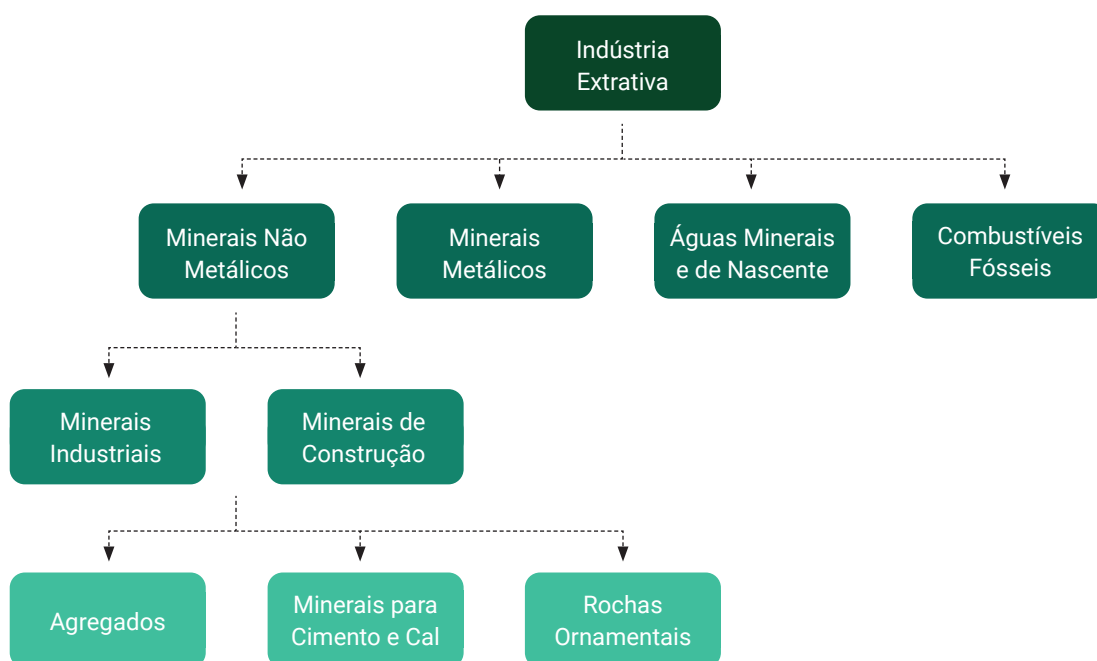 Indústria
Extrativa
Minerais Não
Metálicos
Minerais
Metálicos
Águas Minerais
e de Nascente
Combustíveis
Fósseis
Minerais
Industriais
Minerais de
Construção
Agregados
Minerais para
Cimento e Cal
Rochas
Ornamentais